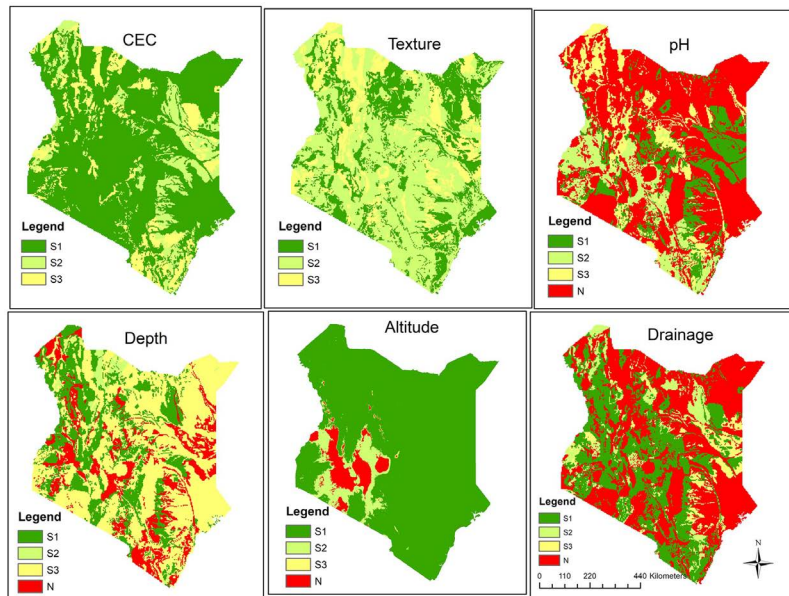 CEC
Legend
S1
S2
S3
Texture
Legend
S1
S2
S3
pH
Legend
S1
S2
S3
N
Depth
Legend
S1
S2
S3
N
Altitude
Legend
S1
S2
S3
N
Drainage
Legend
S1
S2
S3
N
N
0 110 220 440 Kilometers